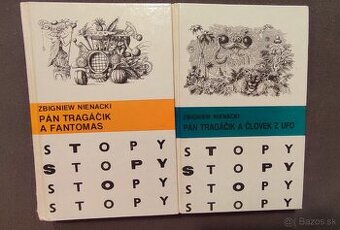 ZBIGNIEW NIENACKI
PÁN TRAGÁČIK
A FANTOMAS
STOPY
STOPY
STOPY
STOPY
ZBIGNIEW NIENACKI
PÁN TRAGÁČIK A ČLOVEK Z UFO
STOPY
STOPY
STOPY
STOPY
bazos.sk